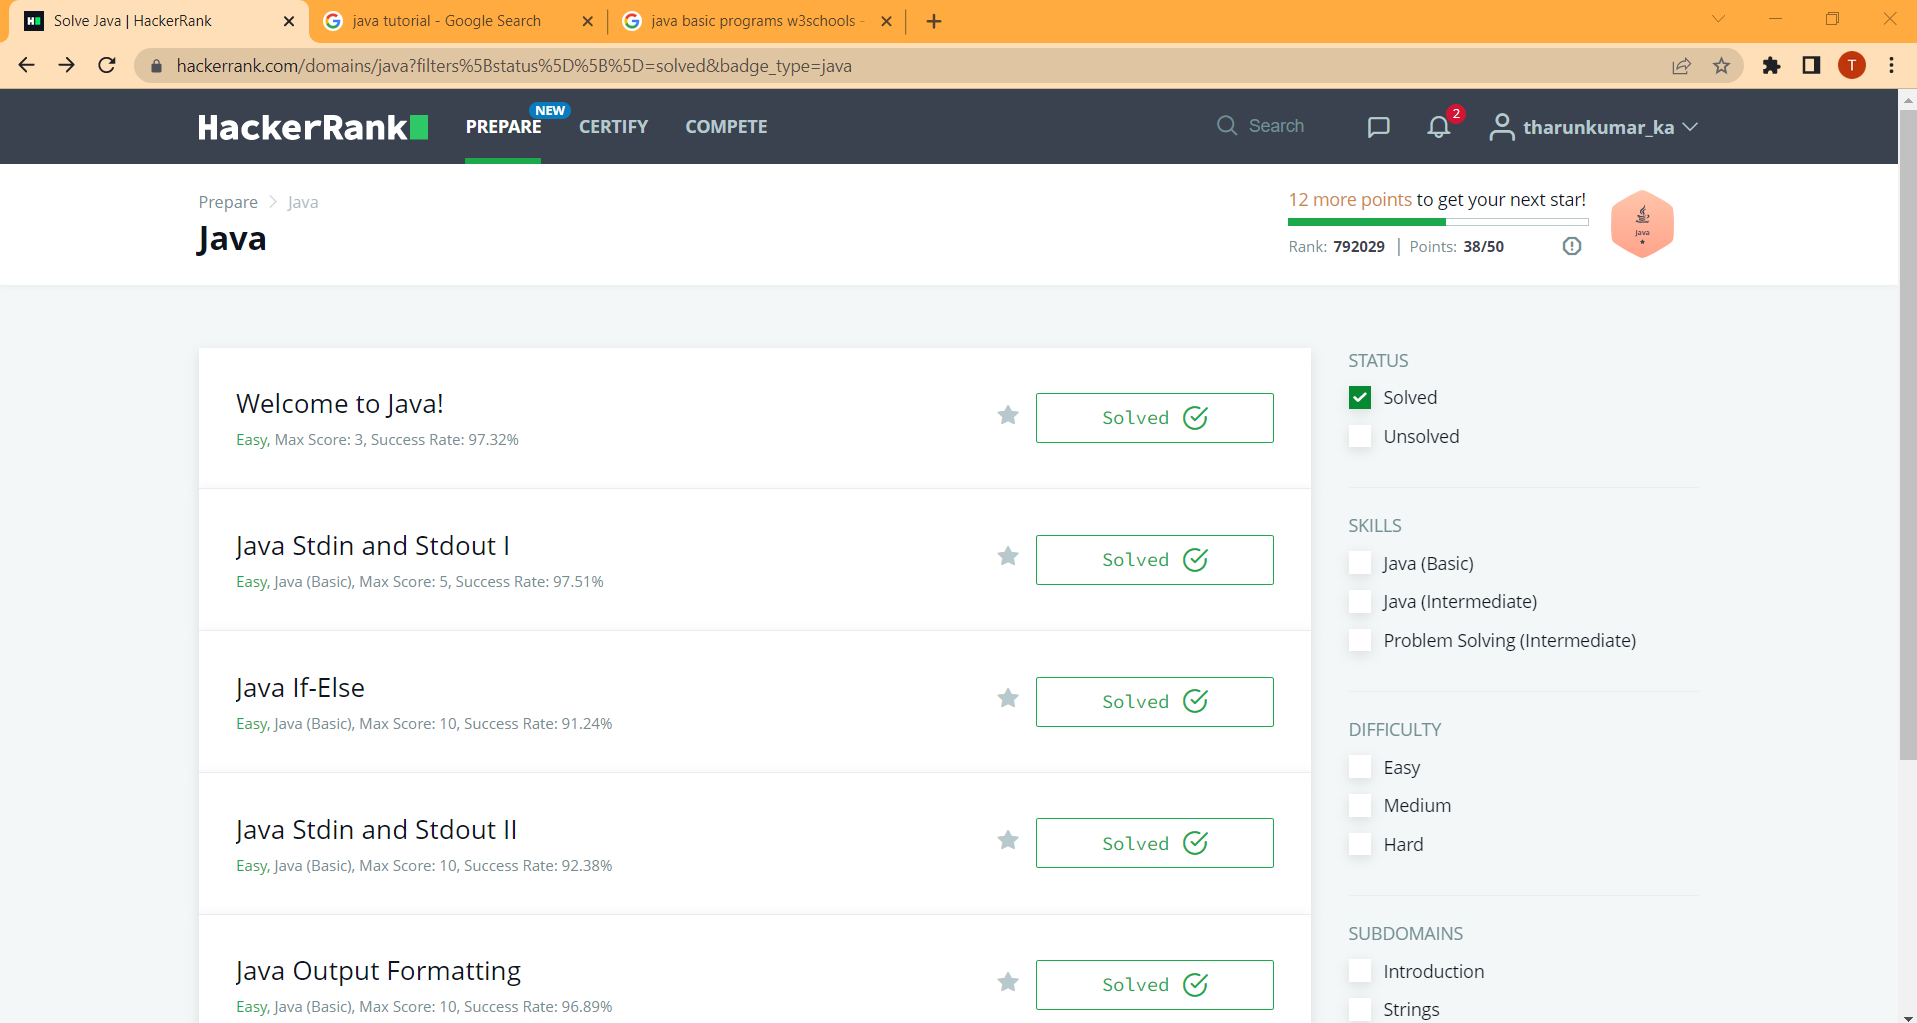 Solve Java | HackerRank
java tutorial - Google Search
java basic programs w3schools -
hackerrank.com/domains/java?filters%5Bstatus%5D%5B%5D=solved&badge_type=java
T
HackerRank
PREPARE
NEW
CERTIFY
COMPETE
Search
2
tharunkumar_ka
Prepare > Java
Java
12 more points to get your next star!
Rank: 792029 | Points: 38/50
Java
Welcome to Java!
Easy, Max Score: 3, Success Rate: 97.32%
Solved
Java Stdin and Stdout I
Easy, Java (Basic), Max Score: 5, Success Rate: 97.51%
Solved
Java If-Else
Easy, Java (Basic), Max Score: 10, Success Rate: 91.24%
Solved
Java Stdin and Stdout II
Easy, Java (Basic), Max Score: 10, Success Rate: 92.38%
Solved
Java Output Formatting
Easy, Java (Basic), Max Score: 10, Success Rate: 96.89%
Solved
STATUS
Solved
Unsolved
SKILLS
Java (Basic)
Java (Intermediate)
Problem Solving (Intermediate)
DIFFICULTY
Easy
Medium
Hard
SUBDOMAINS
Introduction
Strings